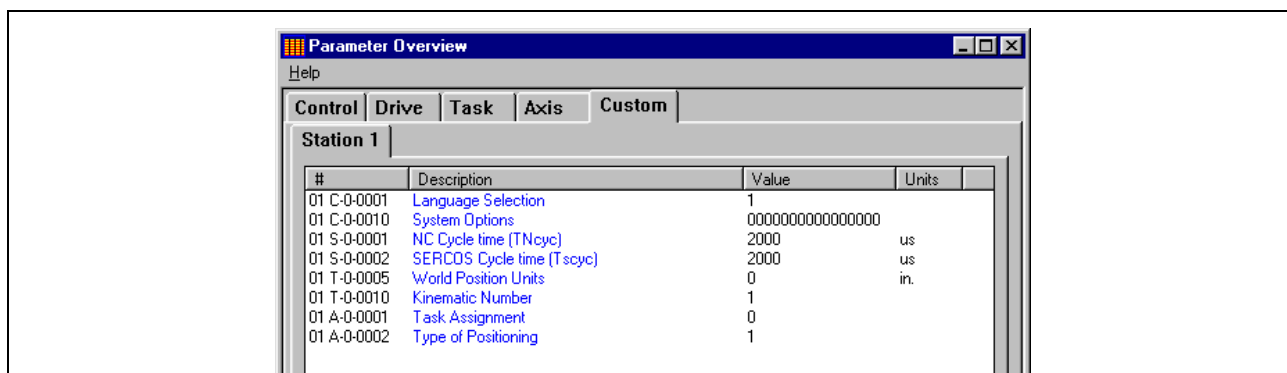 Parameter Overview
Help
Control Drive Task Axis Custom
Station 1
# Description Value Units
01 C-0-0001 Language Selection 1
01 C-0-0010 System Options 0000000000000000
01 S-0-0001 NC Cycle time (TNcyc) 2000 us
01 S-0-0002 SERCOS Cycle time (Tscyc) 2000 us
01 T-0-0005 World Position Units 0 in.
01 T-0-0010 Kinematic Number 1
01 A-0-0001 Task Assignment 0
01 A-0-0002 Type of Positioning 1